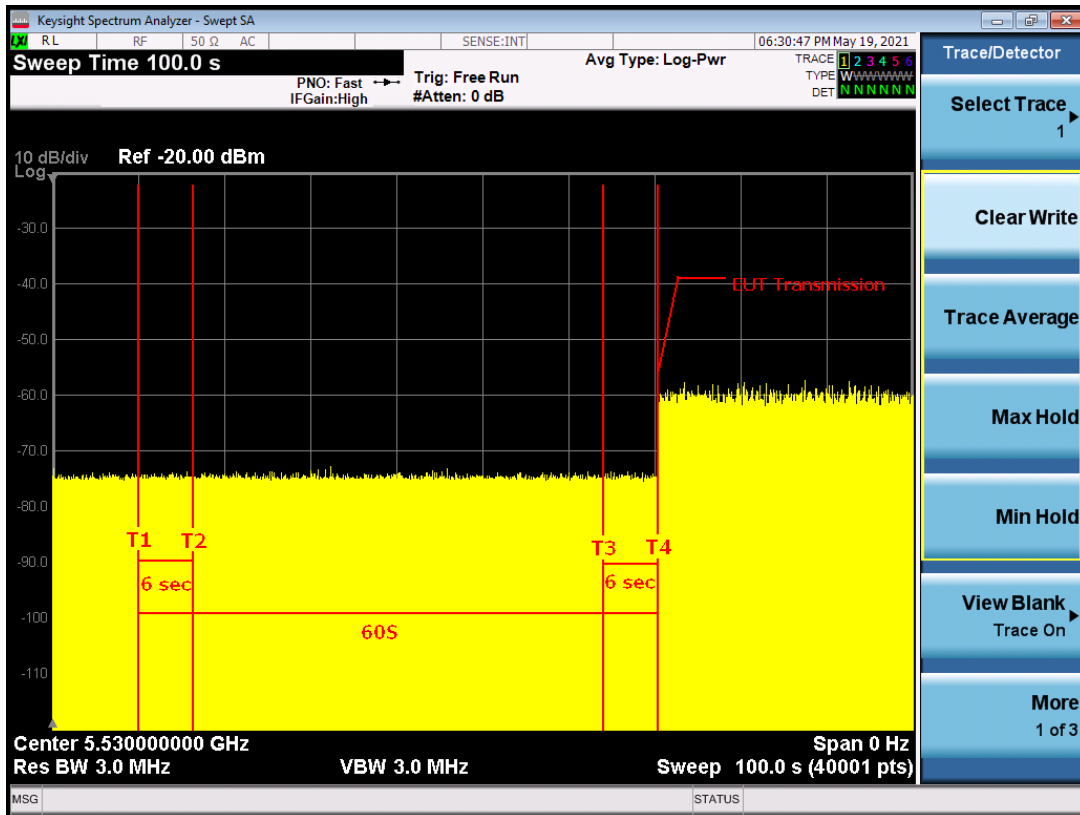 Keysight Spectrum Analyzer - Swept SA
LXI RL RF 50 Ω AC SENSE:INT 06:30:47 PM May 19, 2021
Sweep Time 100.0 s
PNO: Fast
IFGain:High
Trig: Free Run
#Atten: 0 dB
Avg Type: Log-Pwr
TRACE 1 2 3 4 5 6
TYPE WWWWWW
DET N N N N N N
10 dB/div
Log
Ref -20.00 dBm
-30.0
-40.0
-50.0
-60.0
-70.0
-80.0
-90.0
-100
-110
EUT Transmission
T1
T2
T3
T4
6 sec
6 sec
60S
Center 5.530000000 GHz
Span 0 Hz
Res BW 3.0 MHz
VBW 3.0 MHz
Sweep 100.0 s (40001 pts)
MSG
STATUS
Trace/Detector
Select Trace
1
Clear Write
Trace Average
Max Hold
Min Hold
View Blank
Trace On
More
1 of 3